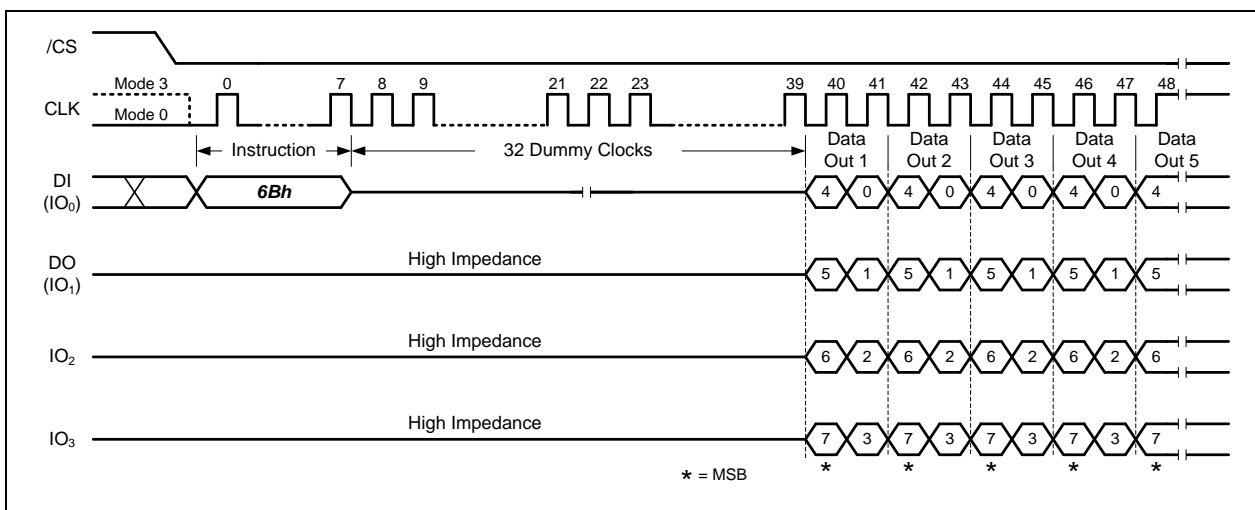 /CS
Mode 3
0 7 8 9 21 22 23 39 40 41 42 43 44 45 46 47 48
CLK
Mode 0
Instruction
32 Dummy Clocks
Data Out 1
Data Out 2
Data Out 3
Data Out 4
Data Out 5
DI
(IO₀)
6Bh
4 0 4 0 4 0 4 0 4
DO
(IO₁)
High Impedance
5 1 5 1 5 1 5 1 5
IO₂
High Impedance
6 2 6 2 6 2 6 2 6
IO₃
High Impedance
7 3 7 3 7 3 7 3 7
* = MSB
* * * * *